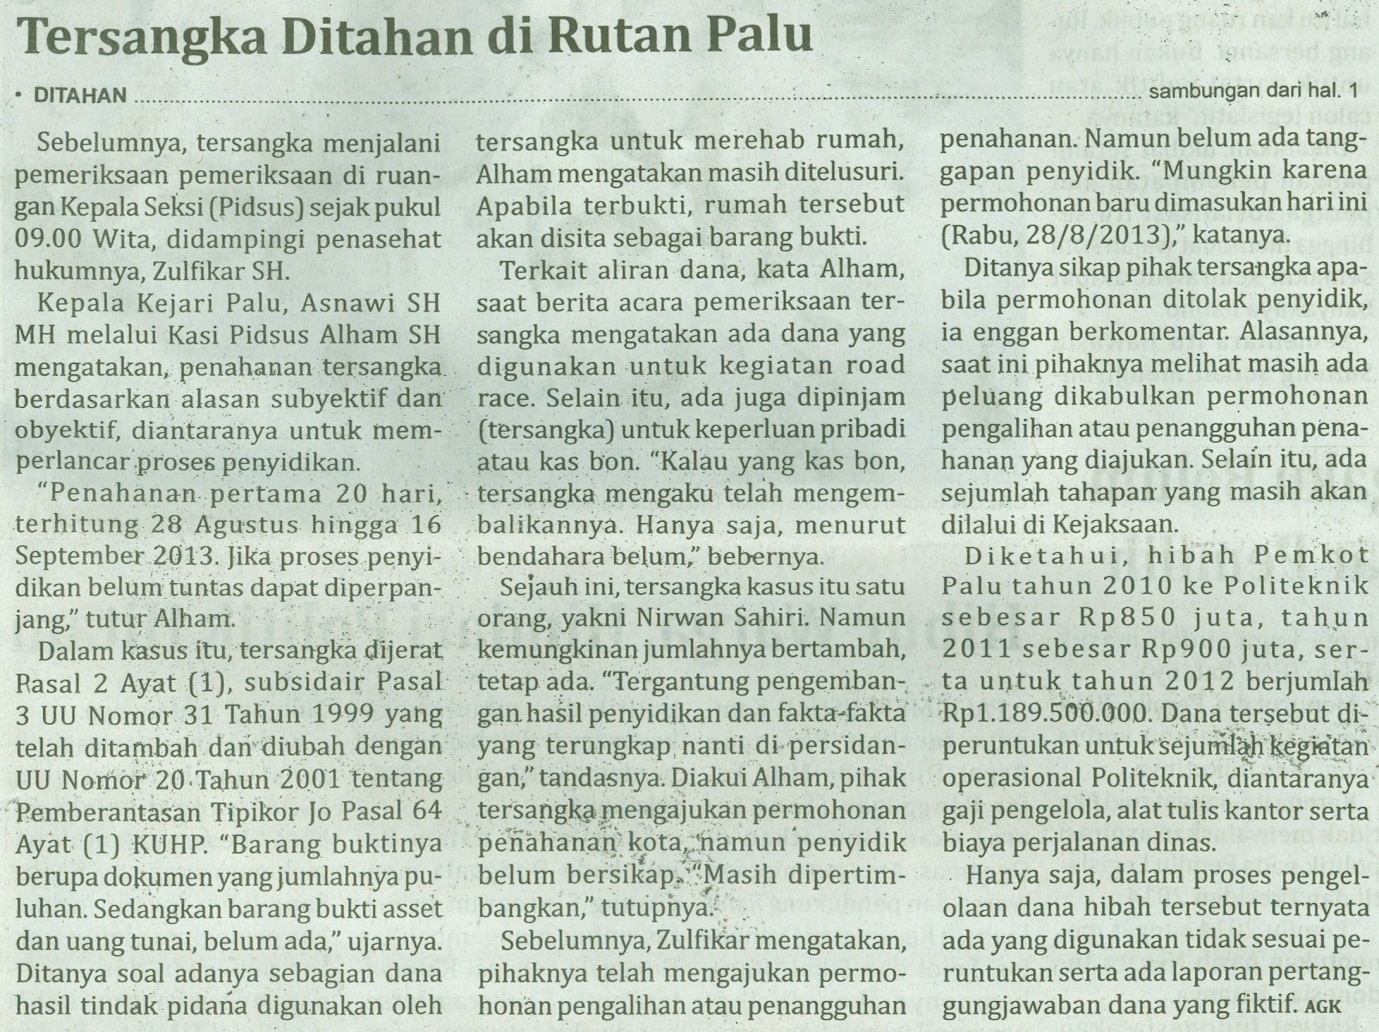 Tersangka Ditahan di Rutan Palu
• DITAHAN ........................................................ sambungan dari hal. 1
Sebelumnya, tersangka menjalani
pemeriksaan pemeriksaan di ruan-
gan Kepala Seksi (Pidsus) sejak pukul
09.00 Wita, didampingi penasehat
hukumnya, Zulfikar SH.
Kepala Kejari Palu, Asnawi SH
MH melalui Kasi Pidsus Alham SH
mengatakan, penahanan tersangka
berdasarkan alasan subyektif dan
obyektif, diantaranya untuk mem-
perlancar proses penyidikan.
“Penahanan pertama 20 hari,
terhitung 28 Agustus hingga 16
September 2013. Jika proses penyi-
dikan belum tuntas dapat diperpan-
jang,” tutur Alham.
Dalam kasus itu, tersangka dijerat
Pasal 2 Ayat (1), subsidair Pasal
3 UU Nomor 31 Tahun 1999 yang
telah ditambah dan diubah dengan
UU Nomor 20 Tahun 2001 tentang
Pemberantasan Tipikor Jo Pasal 64
Ayat (1) KUHP. “Barang buktinya
berupa dokumen yang jumlahnya pu-
luhan. Sedangkan barang bukti asset
dan uang tunai, belum ada,” ujarnya.
Ditanya soal adanya sebagian dana
hasil tindak pidana digunakan oleh
tersangka untuk merehab rumah,
Alham mengatakan masih ditelusuri.
Apabila terbukti, rumah tersebut
akan disita sebagai barang bukti.
Terkait aliran dana, kata Alham,
saat berita acara pemeriksaan ter-
sangka mengatakan ada dana yang
digunakan untuk kegiatan road
race. Selain itu, ada juga dipinjam
(tersangka) untuk keperluan pribadi
atau kas bon. “Kalau yang kas bon,
tersangka mengaku telah mengem-
balikannya. Hanya saja, menurut
bendahara belum,” bebernya.
Sejauh ini, tersangka kasus itu satu
orang, yakni Nirwan Sahiri. Namun
kemungkinan jumlahnya bertambah,
tetap ada. “Tergantung pengemban-
gan hasil penyidikan dan fakta-fakta
yang terungkap nanti di persidan-
gan,” tandasnya. Diakui Alham, pihak
tersangka mengajukan permohonan
penahanan kota, namun penyidik
belum bersikap. “Masih dipertim-
bangkan,” tutupnya.
Sebelumnya, Zulfikar mengatakan,
pihaknya telah mengajukan permo-
honan pengalihan atau penangguhan
penahanan. Namun belum ada tang-
gapan penyidik. “Mungkin karena
permohonan baru dimasukan hari ini
(Rabu, 28/8/2013),” katanya.
Ditanya sikap pihak tersangka apa-
bila permohonan ditolak penyidik,
ia enggan berkomentar. Alasannya,
saat ini pihaknya melihat masih ada
peluang dikabulkan permohonan
pengalihan atau penangguhan pena-
hanan yang diajukan. Selain itu, ada
sejumlah tahapan yang masih akan
dilalui di Kejaksaan.
Diketahui, hibah Pemkot
Palu tahun 2010 ke Politeknik
sebesar Rp850 juta, tahun
2011 sebesar Rp900 juta, ser-
ta untuk tahun 2012 berjumlah
Rp1.189.500.000. Dana tersebut di-
peruntukan untuk sejumlah kegiatan
operasional Politeknik, diantaranya
gaji pengelola, alat tulis kantor serta
biaya perjalanan dinas.
Hanya saja, dalam proses pengel-
olaan dana hibah tersebut ternyata
ada yang digunakan tidak sesuai pe-
runtukan serta ada laporan pertang-
gungjawaban dana yang fiktif. AGK